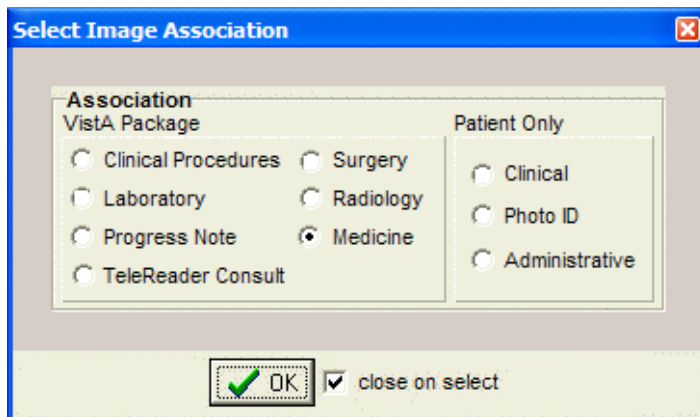 Select Image Association
Association
VistA Package
Patient Only
Clinical Procedures
Surgery
Laboratory
Radiology
Progress Note
Medicine
TeleReader Consult
Clinical
Photo ID
Administrative
OK
close on select